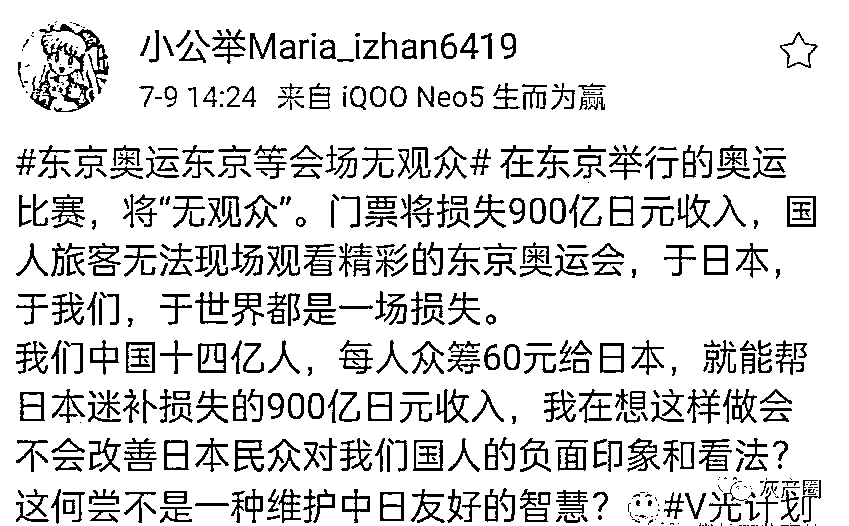 小公举Maria_izhan6419
7-9 14:24 来自 iQOO Neo5 生而为赢
#东京奥运东京等会场无观众# 在东京举行的奥运
比赛，将“无观众”。门票将损失900亿日元收入，国
人旅客无法现场观看精彩的东京奥运会，于日本，
于我们，于世界都是一场损失。
我们中国十四亿人，每人众筹60元给日本，就能帮
日本迷补损失的900亿日元收入，我在想这样做会
不会改善日本民众对我们国人的负面印象和看法？
这何尝不是一种维护中日友好的智慧？#V光计划
灰产圈